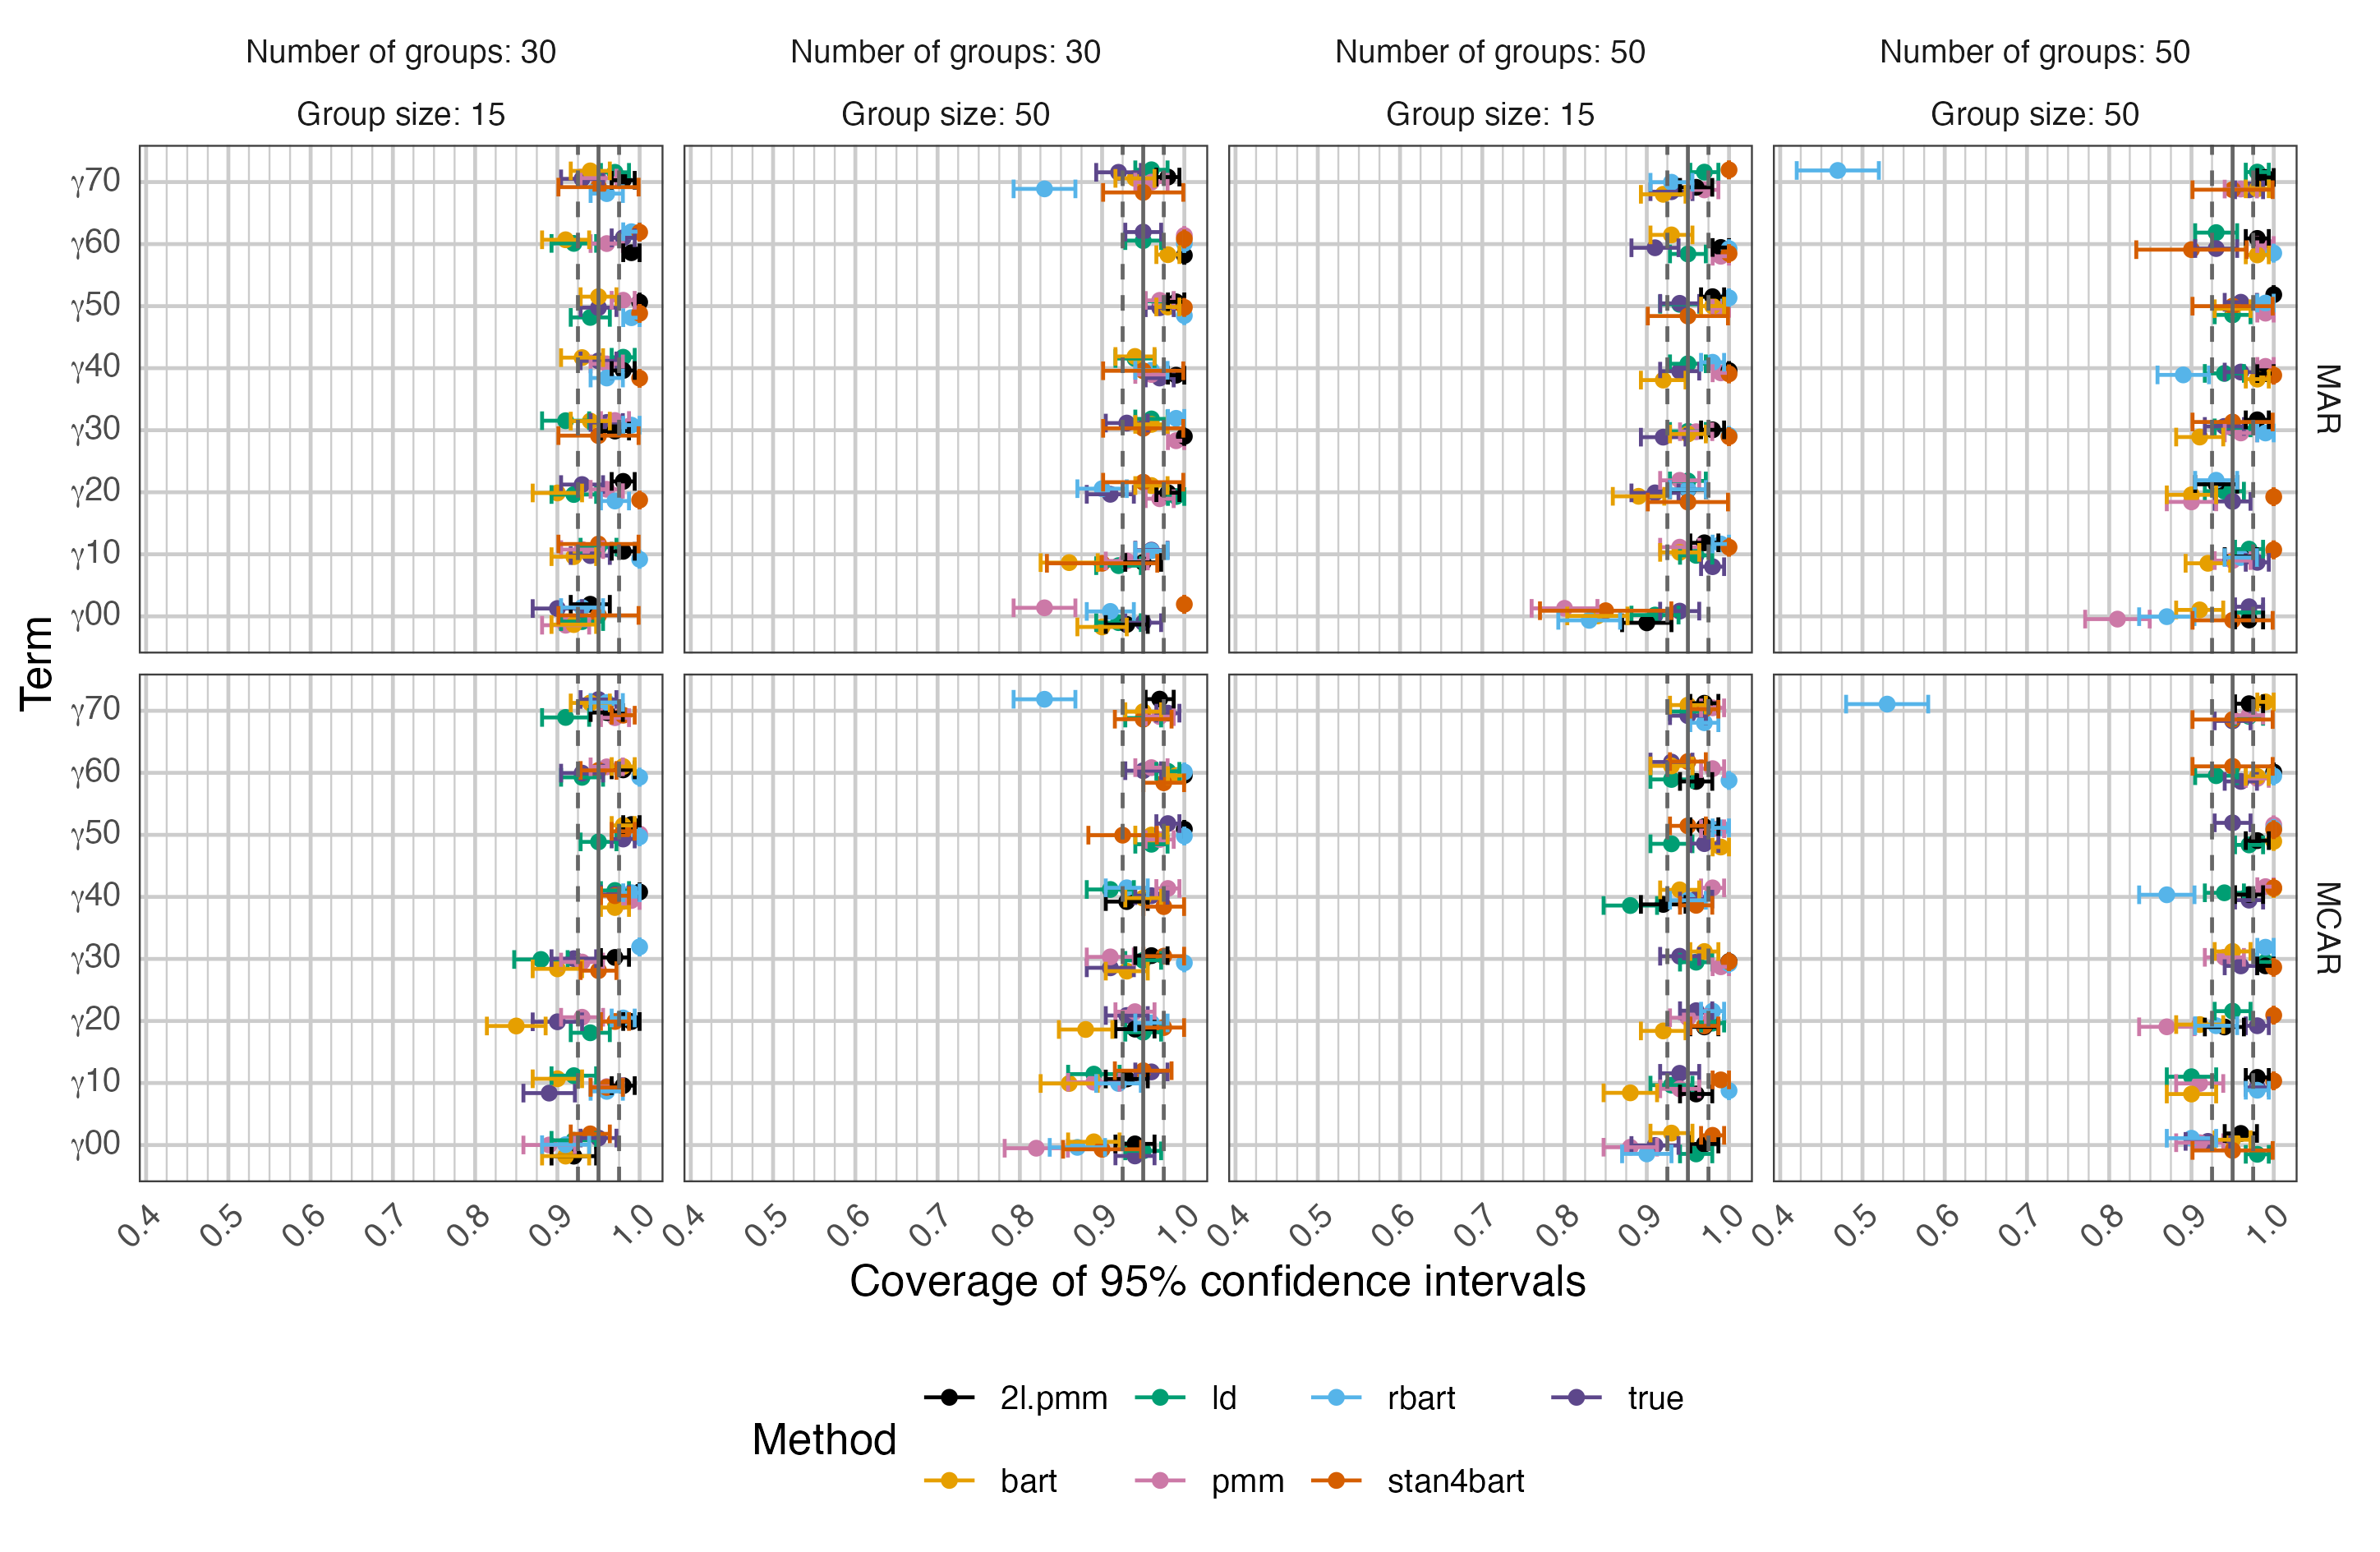 Number of groups: 30 Number of groups: 30 Number of groups: 50 Number of groups: 50
Group size: 15 Group size: 50 Group size: 15 Group size: 50
γ70
γ60
γ50
γ40
γ30
γ20
γ10
γ00
MAR
Term
γ70
γ60
γ50
γ40
γ30
γ20
γ10
γ00
MCAR
0.4 0.5 0.6 0.7 0.8 0.9 1.0 0.4 0.5 0.6 0.7 0.8 0.9 1.0 0.4 0.5 0.6 0.7 0.8 0.9 1.0 0.4 0.5 0.6 0.7 0.8 0.9 1.0
Coverage of 95% confidence intervals
Method
2l.pmm ld rbart true
bart pmm stan4bart